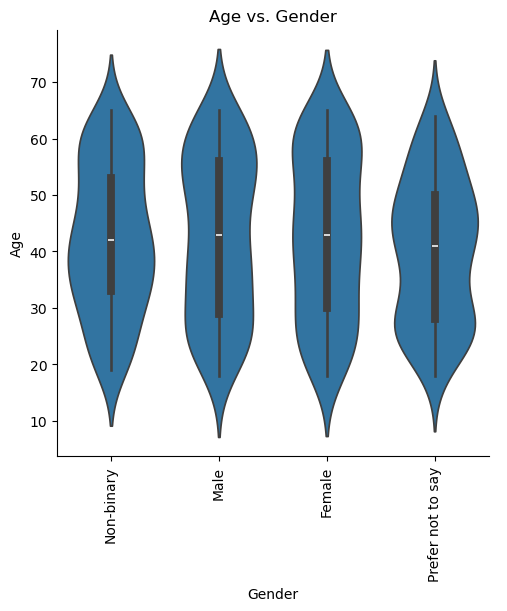 Age vs. Gender
70
60
50
40
30
20
10
Age
Non-binary
Male
Female
Prefer not to say
Gender